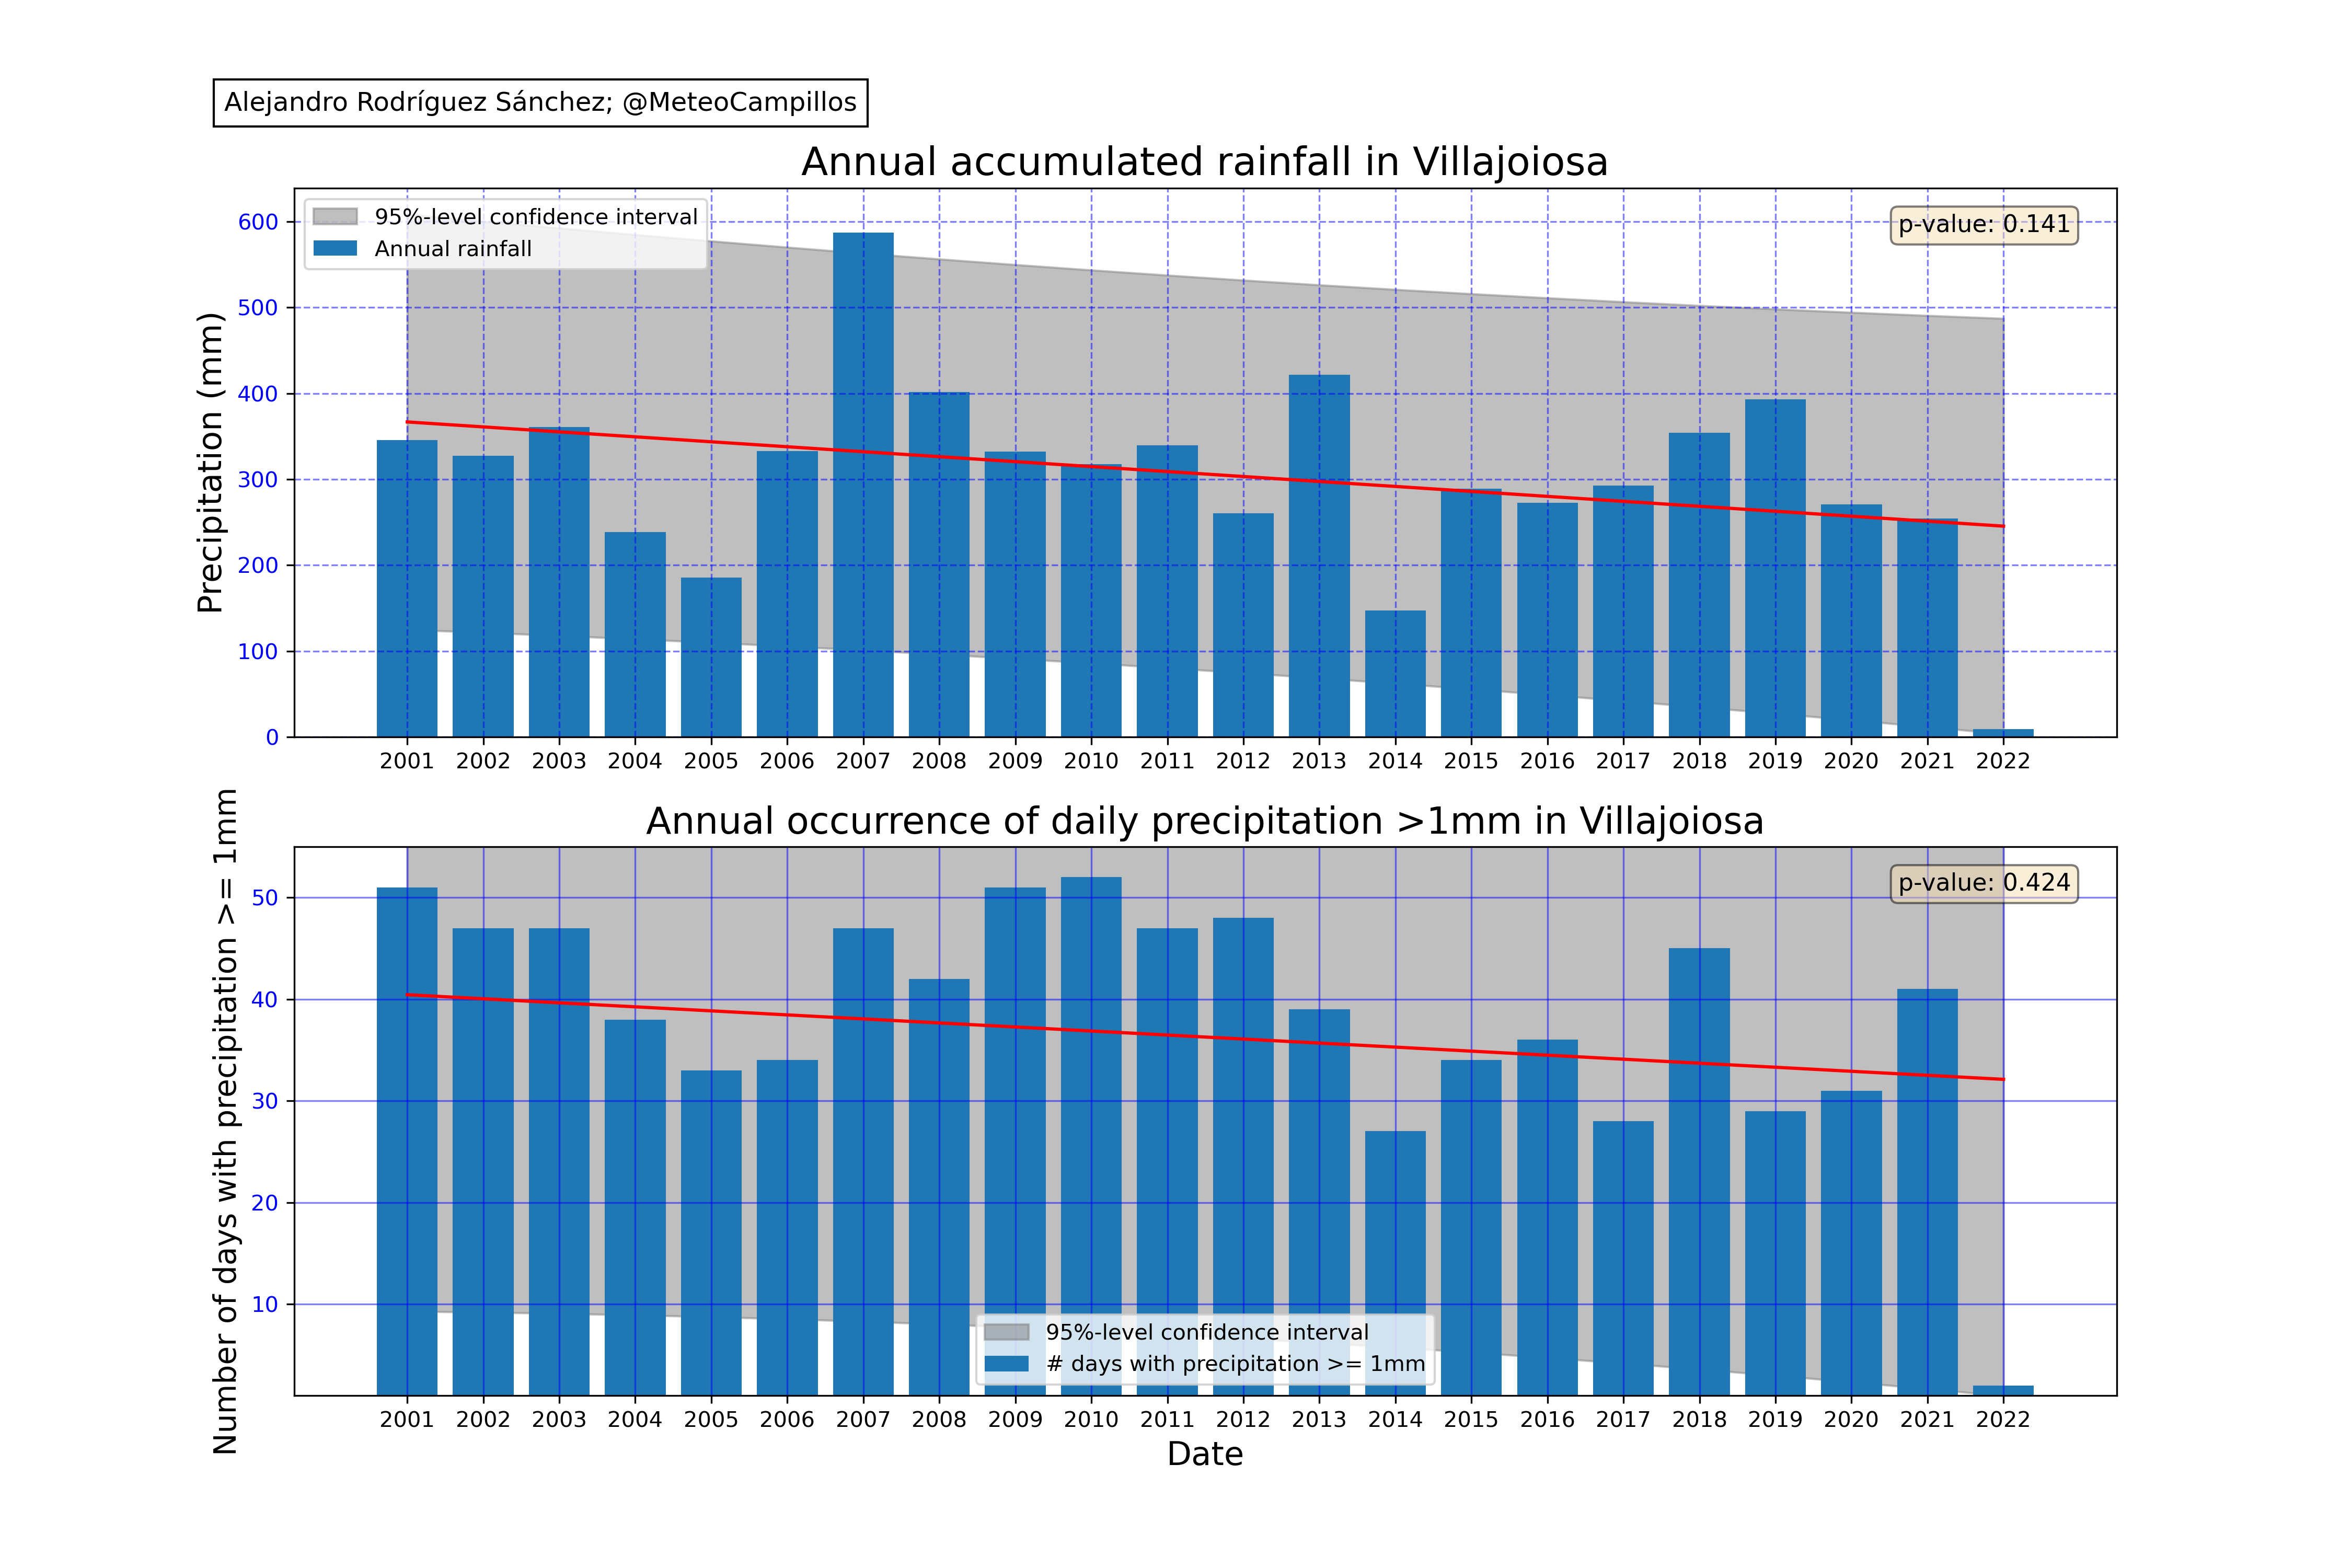 Alejandro Rodríguez Sánchez; @MeteoCampillos
Annual accumulated rainfall in Villajoiosa
95%-level confidence interval
Annual rainfall
p-value: 0.141
Precipitation (mm)
600
500
400
300
200
100
0
2001 2002 2003 2004 2005 2006 2007 2008 2009 2010 2011 2012 2013 2014 2015 2016 2017 2018 2019 2020 2021 2022
Annual occurrence of daily precipitation >1mm in Villajoiosa
p-value: 0.424
Number of days with precipitation >= 1mm
50
40
30
20
10
95%-level confidence interval
# days with precipitation >= 1mm
2001 2002 2003 2004 2005 2006 2007 2008 2009 2010 2011 2012 2013 2014 2015 2016 2017 2018 2019 2020 2021 2022
Date